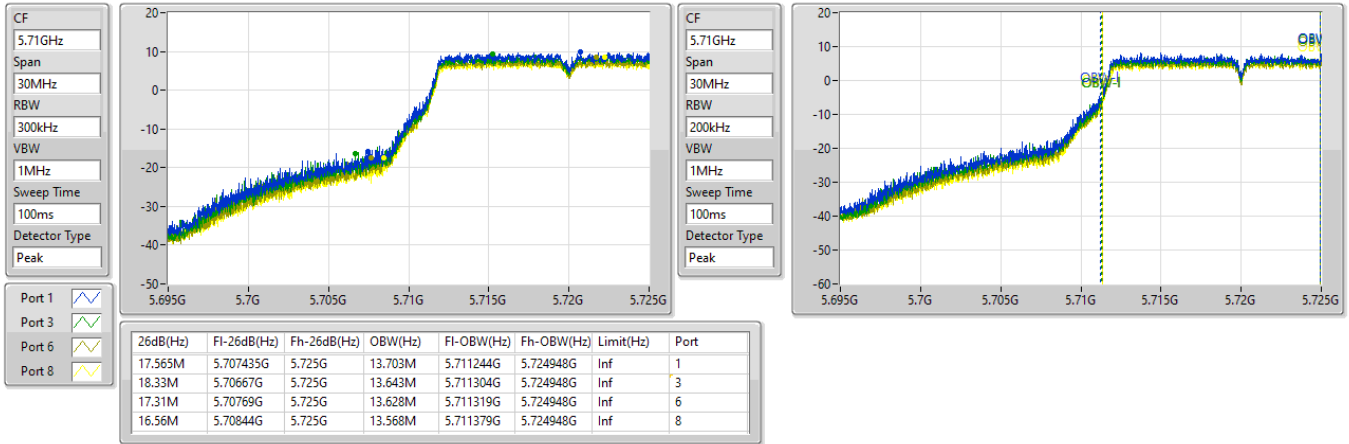 CF
5.71GHz
Span
30MHz
RBW
300kHz
VBW
1MHz
Sweep Time
100ms
Detector Type
Peak
20
10
0
-10
-20
-30
-40
-50
5.695G 5.7G 5.705G 5.71G 5.715G 5.72G 5.725G
CF
5.71GHz
Span
30MHz
RBW
200kHz
VBW
1MHz
Sweep Time
100ms
Detector Type
Peak
20
10
0
-10
-20
-30
-40
-50
-60
5.695G 5.7G 5.705G 5.71G 5.715G 5.72G 5.725G
Port 1
Port 3
Port 6
Port 8
26dB(Hz) Fl-26dB(Hz) Fh-26dB(Hz) OBW(Hz) Fl-OBW(Hz) Fh-OBW(Hz) Limit(Hz) Port
17.565M 5.707435G 5.725G 13.703M 5.711244G 5.724948G Inf 1
18.33M 5.70667G 5.725G 13.643M 5.711304G 5.724948G Inf 3
17.31M 5.70769G 5.725G 13.628M 5.711319G 5.724948G Inf 6
16.56M 5.70844G 5.725G 13.568M 5.711379G 5.724948G Inf 8